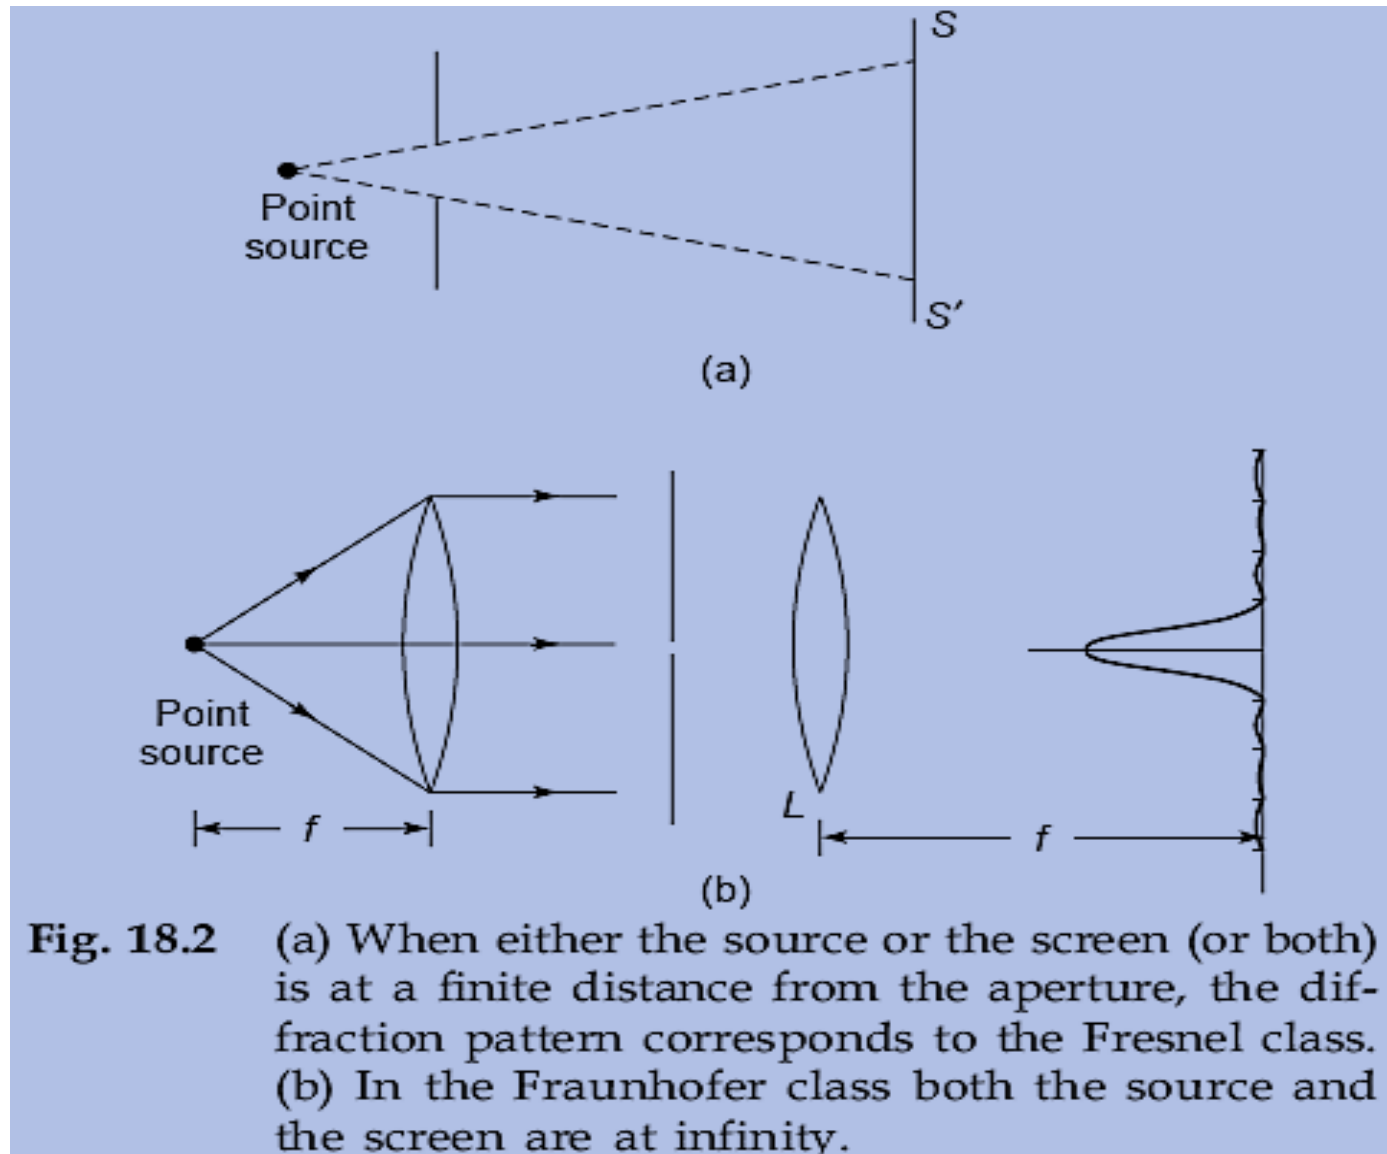 S
Point
source
S′
(a)
Point
source
L
f
f
(b)
Fig. 18.2 (a) When either the source or the screen (or both)
is at a finite distance from the aperture, the dif-
fraction pattern corresponds to the Fresnel class.
(b) In the Fraunhofer class both the source and
the screen are at infinity.